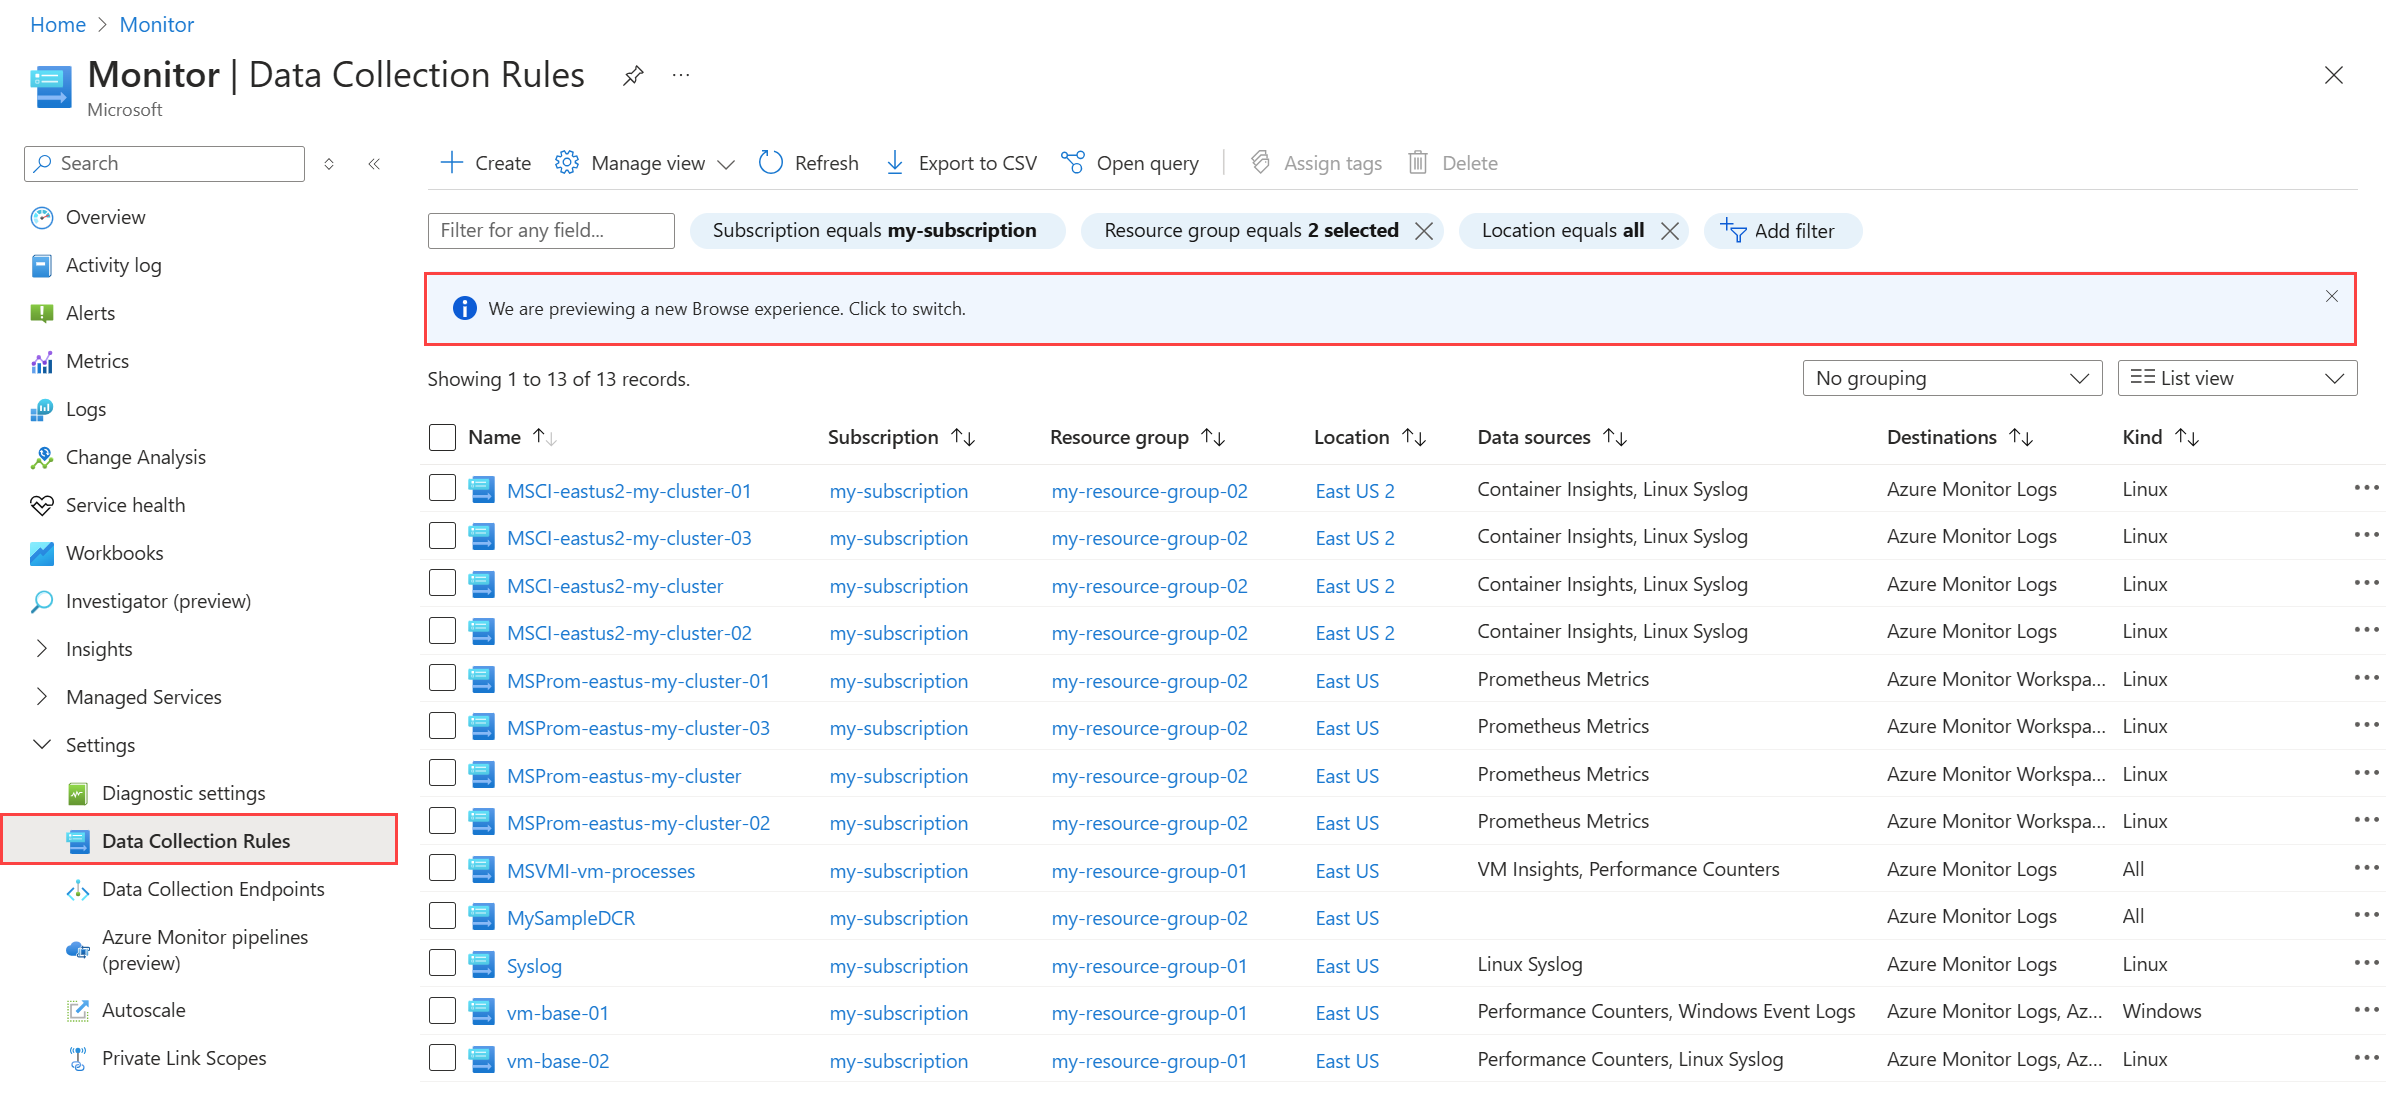 Home > Monitor
Monitor | Data Collection Rules ...
Microsoft
Search
Overview
Activity log
Alerts
Metrics
Logs
Change Analysis
Service health
Workbooks
Investigator (preview)
Insights
Managed Services
Settings
Diagnostic settings
Data Collection Rules
Data Collection Endpoints
Azure Monitor pipelines
(preview)
Autoscale
Private Link Scopes
Create Manage view Refresh Export to CSV Open query Assign tags Delete
Filter for any field... Subscription equals my-subscription Resource group equals 2 selected Location equals all Add filter
We are previewing a new Browse experience. Click to switch.
Showing 1 to 13 of 13 records. No grouping List view
Name Subscription Resource group Location Data sources Destinations Kind
MSCI-eastus2-my-cluster-01 my-subscription my-resource-group-02 East US 2 Container Insights, Linux Syslog Azure Monitor Logs Linux
MSCI-eastus2-my-cluster-03 my-subscription my-resource-group-02 East US 2 Container Insights, Linux Syslog Azure Monitor Logs Linux
MSCI-eastus2-my-cluster my-subscription my-resource-group-02 East US 2 Container Insights, Linux Syslog Azure Monitor Logs Linux
MSCI-eastus2-my-cluster-02 my-subscription my-resource-group-02 East US 2 Container Insights, Linux Syslog Azure Monitor Logs Linux
MSProm-eastus-my-cluster-01 my-subscription my-resource-group-02 East US Prometheus Metrics Azure Monitor Workspa... Linux
MSProm-eastus-my-cluster-03 my-subscription my-resource-group-02 East US Prometheus Metrics Azure Monitor Workspa... Linux
MSProm-eastus-my-cluster my-subscription my-resource-group-02 East US Prometheus Metrics Azure Monitor Workspa... Linux
MSProm-eastus-my-cluster-02 my-subscription my-resource-group-02 East US Prometheus Metrics Azure Monitor Workspa... Linux
MSVMI-vm-processes my-subscription my-resource-group-01 East US VM Insights, Performance Counters Azure Monitor Logs All
MySampleDCR my-subscription my-resource-group-02 East US Azure Monitor Logs All
Syslog my-subscription my-resource-group-01 East US Linux Syslog Azure Monitor Logs Linux
vm-base-01 my-subscription my-resource-group-01 East US Performance Counters, Windows Event Logs Azure Monitor Logs, Az... Windows
vm-base-02 my-subscription my-resource-group-01 East US Performance Counters, Linux Syslog Azure Monitor Logs, Az... Linux